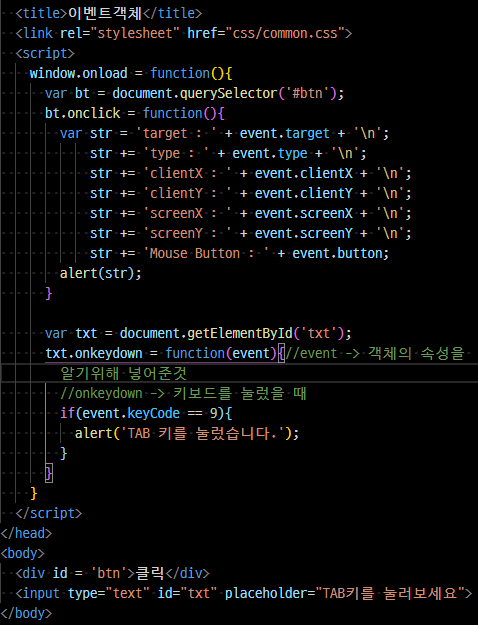 <title>이벤트객체</title>
<link rel="stylesheet" href="css/common.css">
<script>
window.onload = function(){
var bt = document.querySelector('#btn');
bt.onclick = function(){
var str = 'target : ' + event.target + '\n';
str += 'type : ' + event.type + '\n';
str += 'clientX : ' + event.clientX + '\n';
str += 'clientY : ' + event.clientY + '\n';
str += 'screenX : ' + event.screenX + '\n';
str += 'screenY : ' + event.screenY + '\n';
str += 'Mouse Button : ' + event.button;
alert(str);
}
var txt = document.getElementById('txt');
txt.onkeydown = function(event){//event -> 객체의 속성을
알기위해 넣어준것
//onkeydown -> 키보드를 눌렀을 때
if(event.keyCode == 9){
alert('TAB 키를 눌렀습니다.');
}
}
}
</script>
</head>
<body>
<div id = 'btn'>클릭</div>
<input type="text" id="txt" placeholder="TAB키를 눌러보세요">
</body>